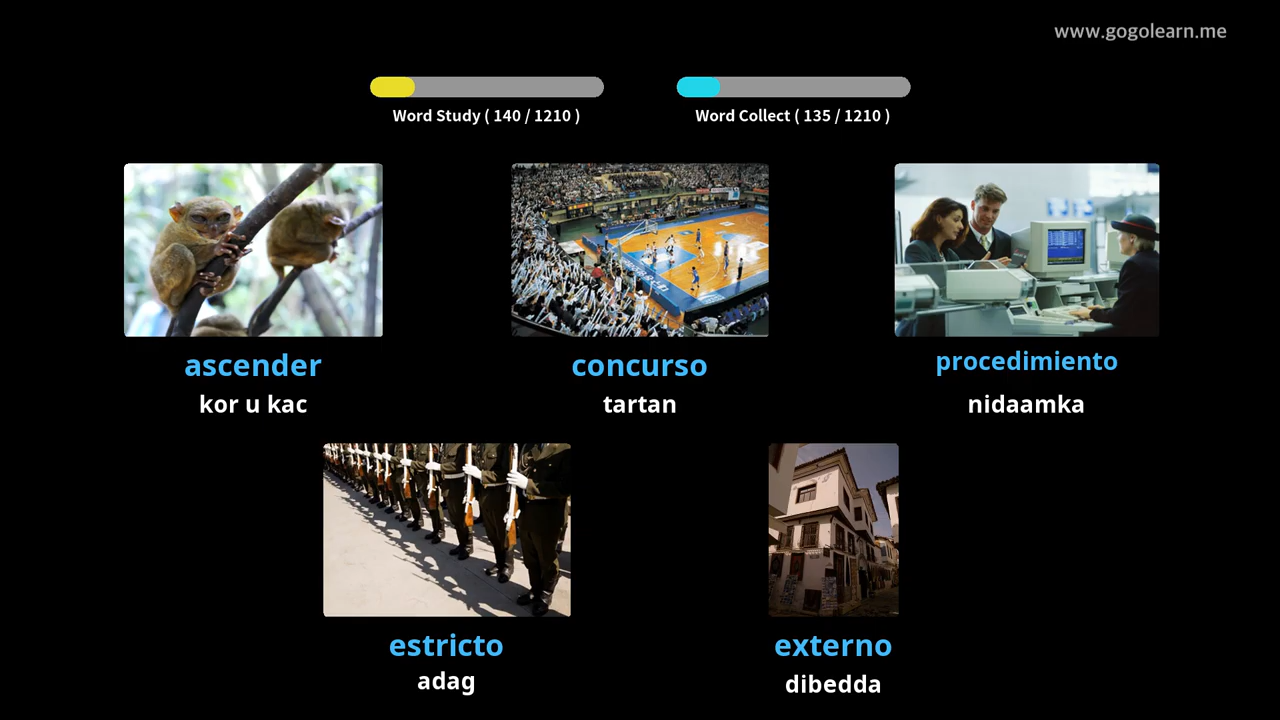 www.gogolearn.me
Word Study ( 140 / 1210 )
Word Collect ( 135 / 1210 )
ascender
kor u kac
concurso
tartan
procedimiento
nidaamka
estricto
adag
externo
dibedda